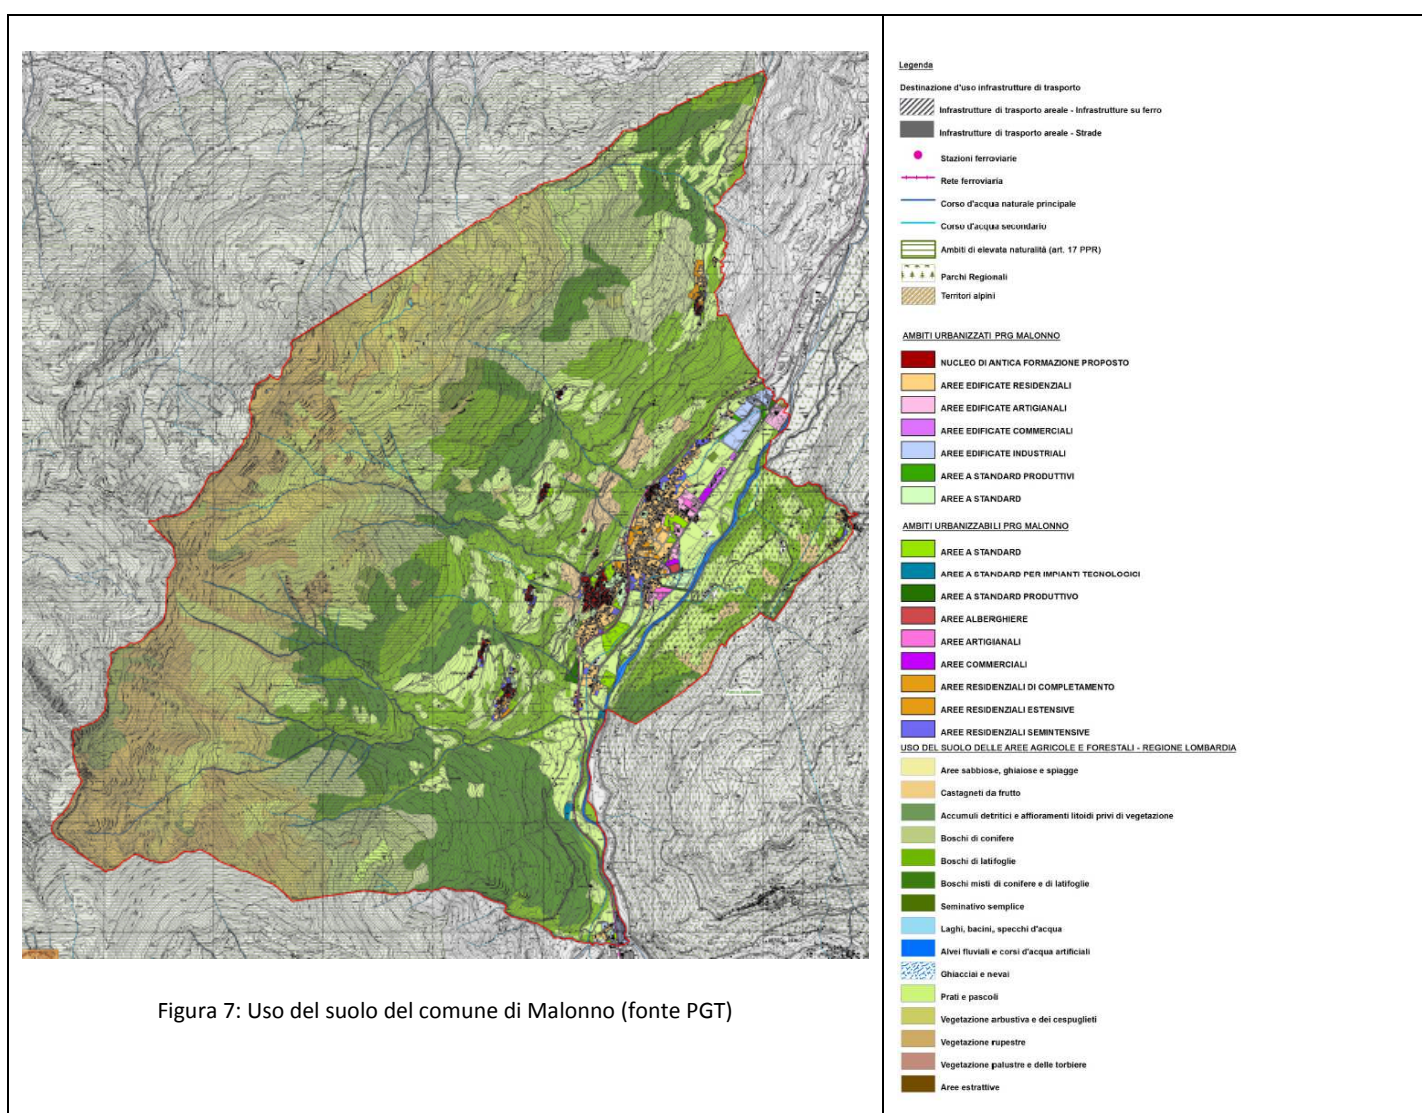 Figura 7: Uso del suolo del comune di Malonno (fonte PGT)
Legenda
Destinazione d'uso infrastrutture di trasporto
Infrastrutture di trasporto areale - Infrastrutture su ferro
Infrastrutture di trasporto areale - Strade
Stazioni ferroviarie
Rete ferroviaria
Corso d'acqua naturale principale
Corso d'acqua secondario
Ambiti di elevata naturalità (art. 17 PPR)
Parchi Regionali
Territori alpini
AMBITI URBANIZZATI PRG MALONNO
NUCLEO DI ANTICA FORMAZIONE PROPOSTO
AREE EDIFICATE RESIDENZIALI
AREE EDIFICATE ARTIGIANALI
AREE EDIFICATE COMMERCIALI
AREE EDIFICATE INDUSTRIALI
AREE A STANDARD PRODUTTIVI
AREE A STANDARD
AMBITI URBANIZZABILI PRG MALONNO
AREE A STANDARD
AREE A STANDARD PER IMPIANTI TECNOLOCICI
AREE A STANDARD PRODUTTIVO
AREE ALBERGHIERE
AREE ARTIGIANALI
AREE COMMERCIALI
AREE RESIDENZIALI DI COMPLETAMENTO
AREE RESIDENZIALI ESTENSIVE
AREE RESIDENZIALI SEMINTENSIVE
USO DEL SUOLO DELLE AREE AGRICOLE E FORESTALI - REGIONE LOMBARDIA
Aree sabbiose, ghiaiose e spiagge
Castagneti da frutto
Accumuli detritici e affioramenti litoidi privi di vegetazione
Boschi di conifere
Boschi di latifoglie
Boschi misti di conifere e di latifoglie
Seminativo semplice
Laghi, bacini, specchi d'acqua
Alvei fluviali e corsi d'acqua artificiali
Ghiacciai e nevai
Prati e pascoli
Vegetazione arbustiva e dei cespuglieti
Vegetazione rupestre
Vegetazione palustre e delle torbiere
Aree estrattive